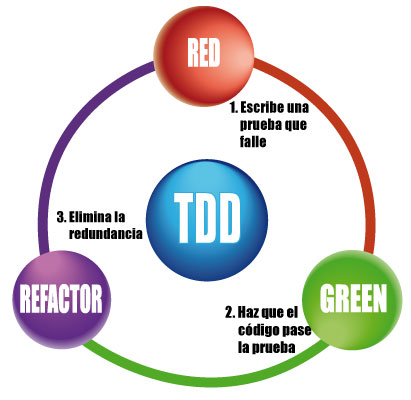 RED
1. Escribe una
prueba que
falle
TDD
3. Elimina la
redundancia
REFACTOR
GREEN
2. Haz que el
código pase
la prueba